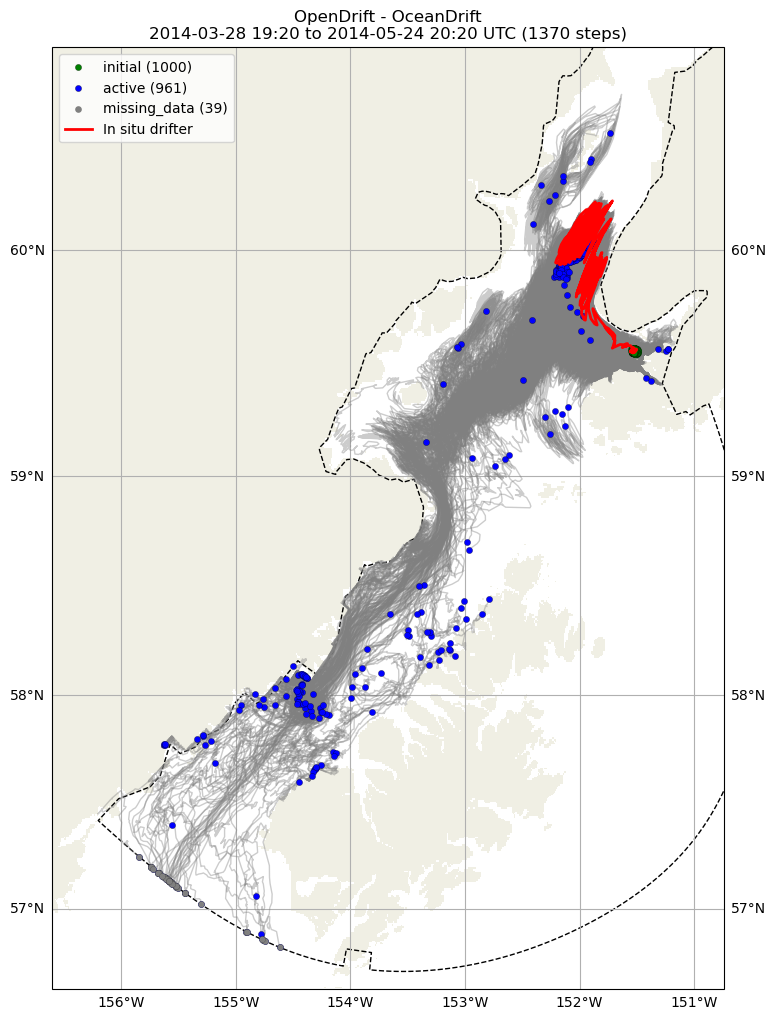 OpenDrift - OceanDrift
2014-03-28 19:20 to 2014-05-24 20:20 UTC (1370 steps)
initial (1000)
active (961)
missing_data (39)
In situ drifter
60°N
60°N
59°N
59°N
58°N
58°N
57°N
57°N
156°W
155°W
154°W
153°W
152°W
151°W